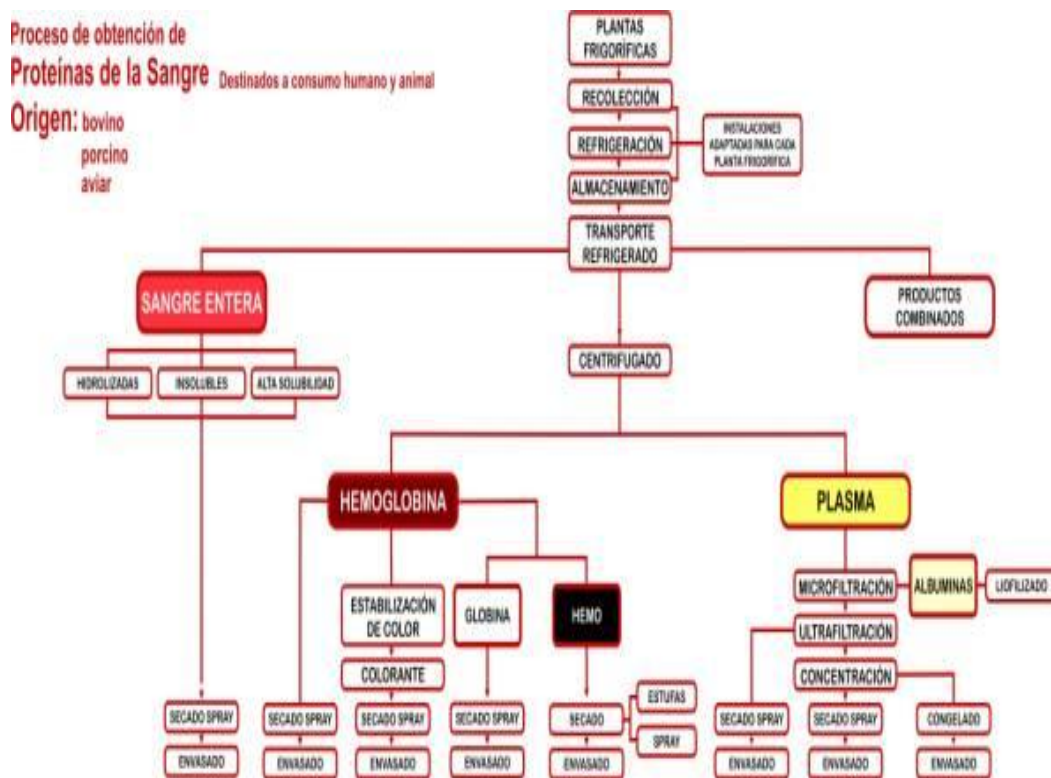 Proceso de obtención de
Proteínas de la Sangre Destinados a consumo humano y animal
Origen: bovino
porcino
aviar
PLANTAS
FRIGORÍFICAS
RECOLECCIÓN
REFRIGERACIÓN
ALMACENAMIENTO
INSTALACIONES
ADAPTADAS PARA CADA
PLANTA FRIGORÍFICA
TRANSPORTE
REFRIGERADO
SANGRE ENTERA
PRODUCTOS
COMBINADOS
CENTRIFUGADO
HIDROLIZADAS
INSOLUBLES
ALTA SOLUBILIDAD
HEMOGLOBINA
PLASMA
ESTABILIZACIÓN
DE COLOR
GLOBINA
HEMO
MICROFILTRACIÓN
ALBUMINAS
LIOFILIZADO
ULTRAFILTRACIÓN
COLORANTE
CONCENTRACIÓN
SECADO SPRAY
SECADO SPRAY
SECADO SPRAY
SECADO SPRAY
SECADO
ESTUFAS
SPRAY
SECADO SPRAY
SECADO SPRAY
CONGELADO
ENVASADO
ENVASADO
ENVASADO
ENVASADO
ENVASADO
ENVASADO
ENVASADO
ENVASADO